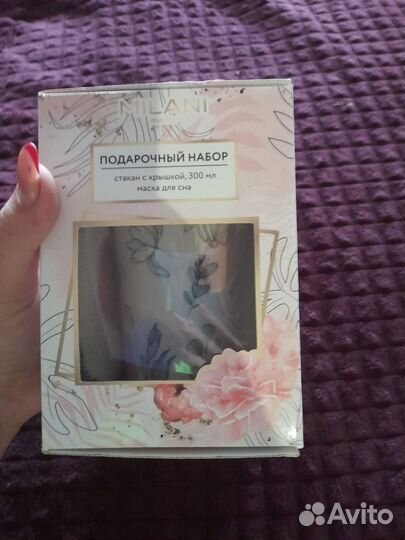 MILANI
ПОДАРОЧНЫЙ НАБОР
стакан с крышкой, 300 мл
маска для сна
Avito